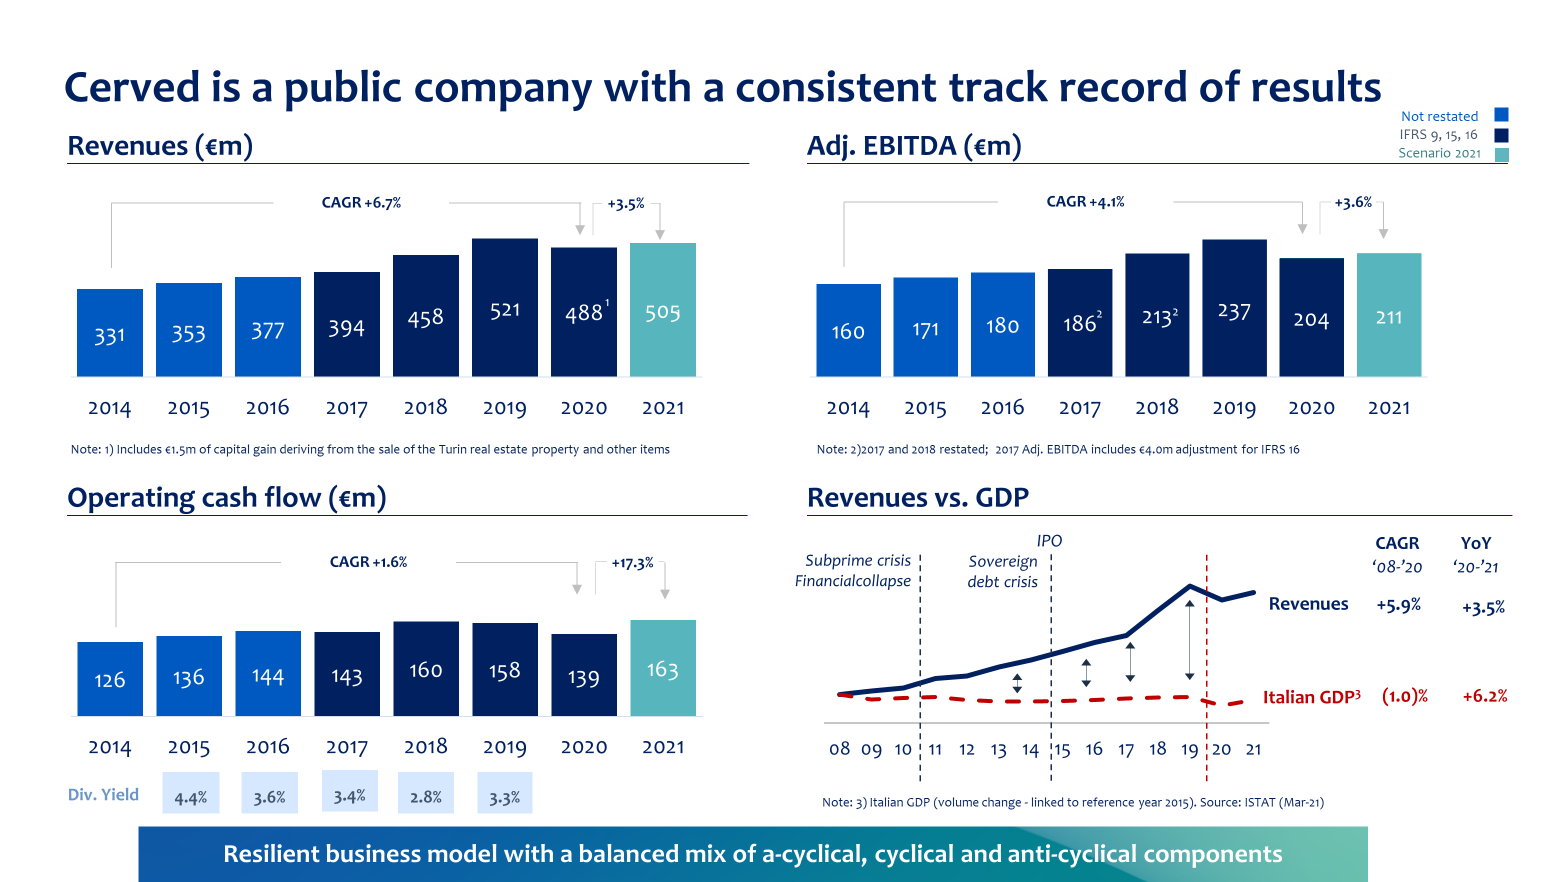 Cerved is a public company with a consistent track record of results
Not restated
IFRS 9, 15, 16
Scenario 2021
Revenues (€m)
CAGR +6.7%
+3.5%
331
353
377
394
458
521
488¹
505
2014 2015 2016 2017 2018 2019 2020 2021
Note: 1) Includes €1.5m of capital gain deriving from the sale of the Turin real estate property and other items
Adj. EBITDA (€m)
CAGR +4.1%
+3.6%
160
171
180
186²
213²
237
204
211
2014 2015 2016 2017 2018 2019 2020 2021
Note: 2)2017 and 2018 restated; 2017 Adj. EBITDA includes €4.0m adjustment for IFRS 16
Operating cash flow (€m)
CAGR +1.6%
+17.3%
126
136
144
143
160
158
139
163
2014 2015 2016 2017 2018 2019 2020 2021
Div. Yield 4.4% 3.6% 3.4% 2.8% 3.3%
Revenues vs. GDP
Subprime crisis
Financialcollapse
Sovereign
debt crisis
IPO
CAGR YoY
‘08-’20 ‘20-’21
Revenues +5.9% +3.5%
Italian GDP³ (1.0)% +6.2%
08 09 10 11 12 13 14 15 16 17 18 19 20 21
Note: 3) Italian GDP (volume change - linked to reference year 2015). Source: ISTAT (Mar-21)
Resilient business model with a balanced mix of a-cyclical, cyclical and anti-cyclical components